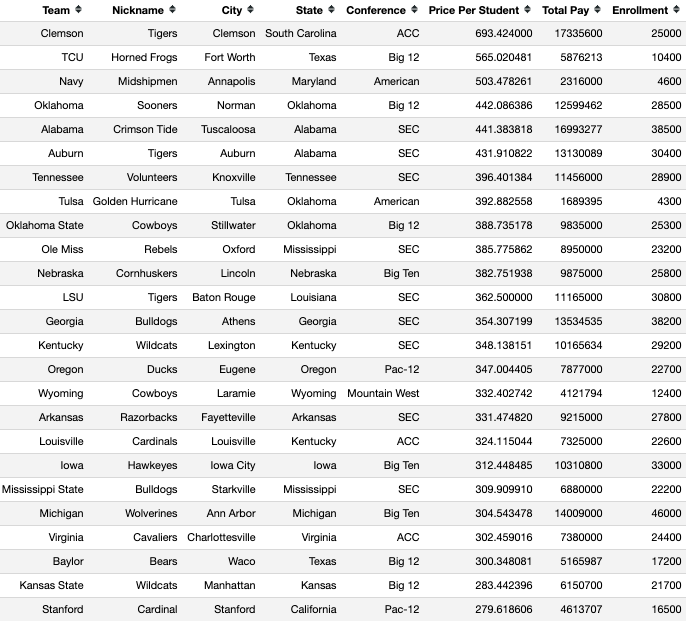 Team Nickname City State Conference Price Per Student Total Pay Enrollment
Clemson Tigers Clemson South Carolina ACC 693.424000 17335600 25000
TCU Horned Frogs Fort Worth Texas Big 12 565.020481 5876213 10400
Navy Midshipmen Annapolis Maryland American 503.478261 2316000 4600
Oklahoma Sooners Norman Oklahoma Big 12 442.086386 12599462 28500
Alabama Crimson Tide Tuscaloosa Alabama SEC 441.383818 16993277 38500
Auburn Tigers Auburn Alabama SEC 431.910822 13130089 30400
Tennessee Volunteers Knoxville Tennessee SEC 396.401384 11456000 28900
Tulsa Golden Hurricane Tulsa Oklahoma American 392.882558 1689395 4300
Oklahoma State Cowboys Stillwater Oklahoma Big 12 388.735178 9835000 25300
Ole Miss Rebels Oxford Mississippi SEC 385.775862 8950000 23200
Nebraska Cornhuskers Lincoln Nebraska Big Ten 382.751938 9875000 25800
LSU Tigers Baton Rouge Louisiana SEC 362.500000 11165000 30800
Georgia Bulldogs Athens Georgia SEC 354.307199 13534535 38200
Kentucky Wildcats Lexington Kentucky SEC 348.138151 10165634 29200
Oregon Ducks Eugene Oregon Pac-12 347.004405 7877000 22700
Wyoming Cowboys Laramie Wyoming Mountain West 332.402742 4121794 12400
Arkansas Razorbacks Fayetteville Arkansas SEC 331.474820 9215000 27800
Louisville Cardinals Louisville Kentucky ACC 324.115044 7325000 22600
Iowa Hawkeyes Iowa City Iowa Big Ten 312.448485 10310800 33000
Mississippi State Bulldogs Starkville Mississippi SEC 309.909910 6880000 22200
Michigan Wolverines Ann Arbor Michigan Big Ten 304.543478 14009000 46000
Virginia Cavaliers Charlottesville Virginia ACC 302.459016 7380000 24400
Baylor Bears Waco Texas Big 12 300.348081 5165987 17200
Kansas State Wildcats Manhattan Kansas Big 12 283.442396 6150700 21700
Stanford Cardinal Stanford California Pac-12 279.618606 4613707 16500